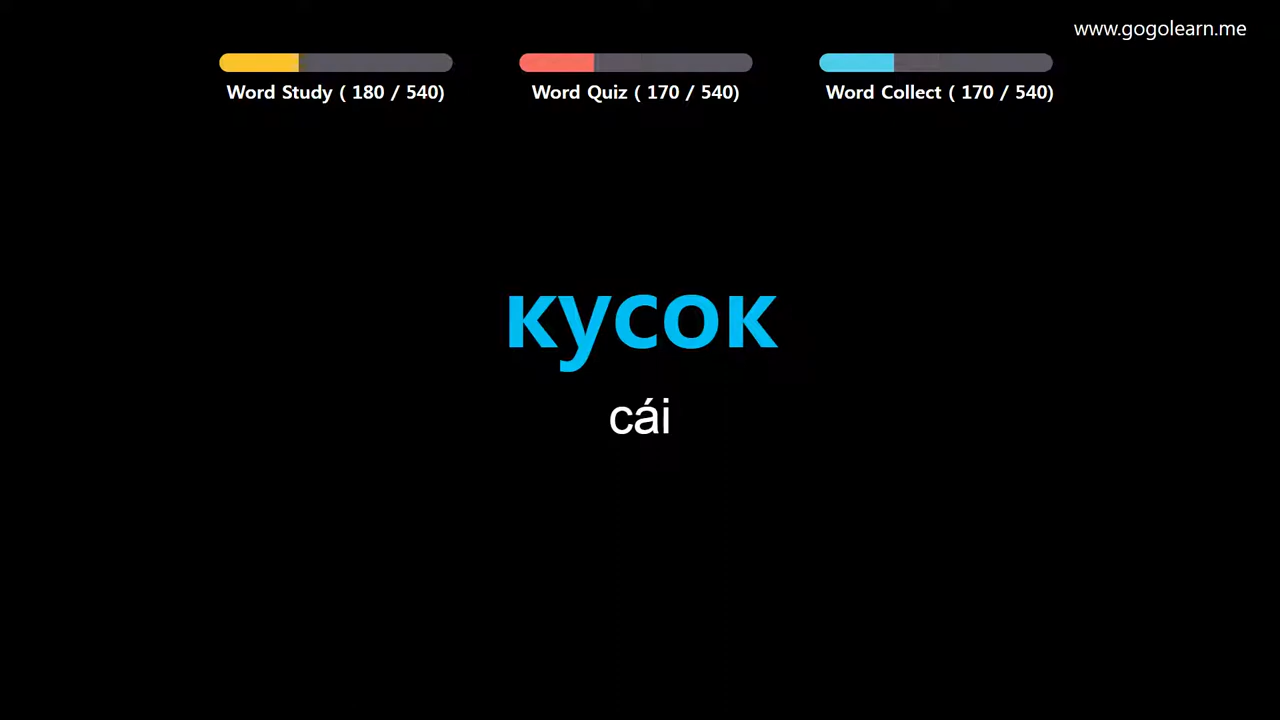 www.gogolearn.me
Word Study ( 180 / 540)
Word Quiz ( 170 / 540)
Word Collect ( 170 / 540)
кусок
cái